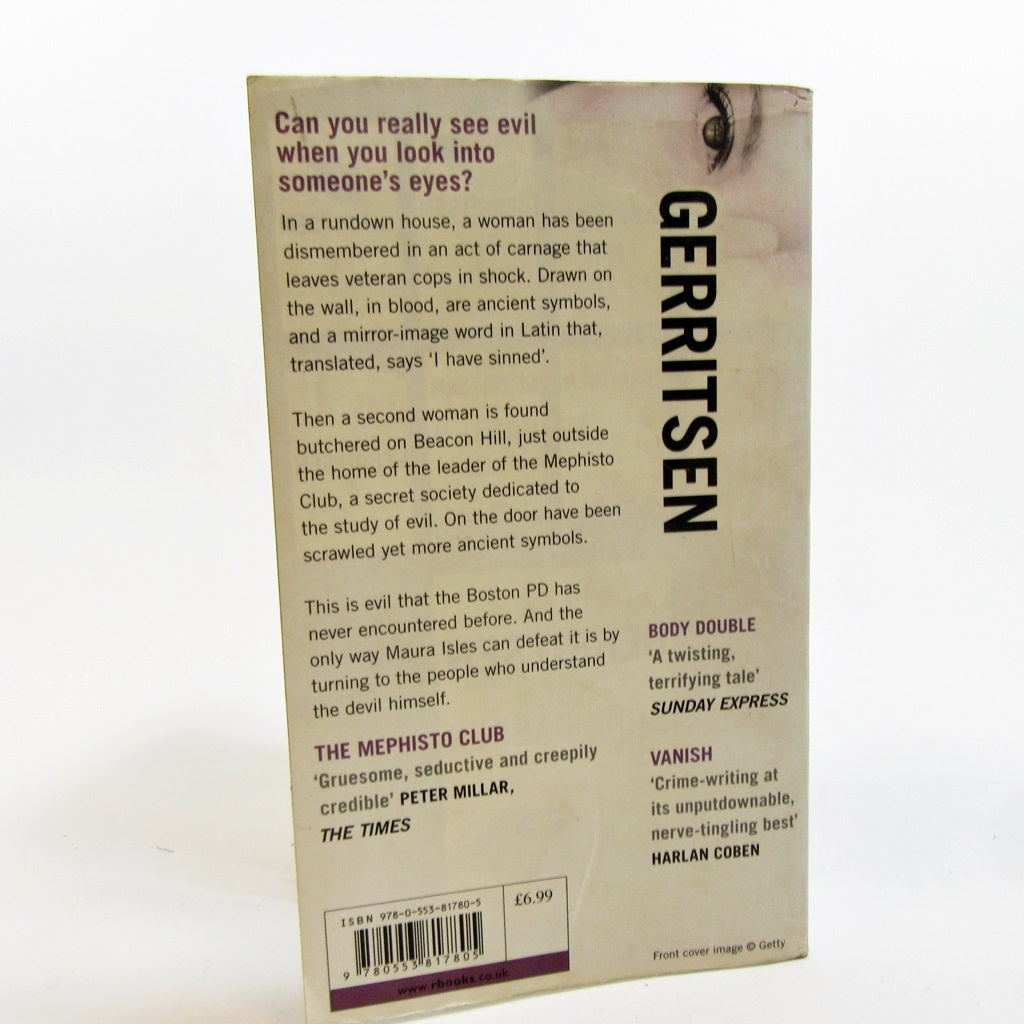 Can you really see evil
when you look into
someone's eyes?
In a rundown house, a woman has been
dismembered in an act of carnage that
leaves veteran cops in shock. Drawn on
the wall, in blood, are ancient symbols,
and a mirror-image word in Latin that,
translated, says 'I have sinned'.
Then a second woman is found
butchered on Beacon Hill, just outside
the home of the leader of the Mephisto
Club, a secret society dedicated to
the study of evil. On the door have been
scrawled yet more ancient symbols.
This is evil that the Boston PD has
never encountered before. And the
only way Maura Isles can defeat it is by
turning to the people who understand
the devil himself.
THE MEPHISTO CLUB
'Gruesome, seductive and creepily
credible' PETER MILLAR,
THE TIMES
ISBN 978-0-553-81780-5
£6.99
9 780553 817805
www.rbooks.co.uk
GERRITSEN
BODY DOUBLE
'A twisting,
terrifying tale'
SUNDAY EXPRESS
VANISH
'Crime-writing at
its unputdownable,
nerve-tingling best'
HARLAN COBEN
Front cover image © Getty